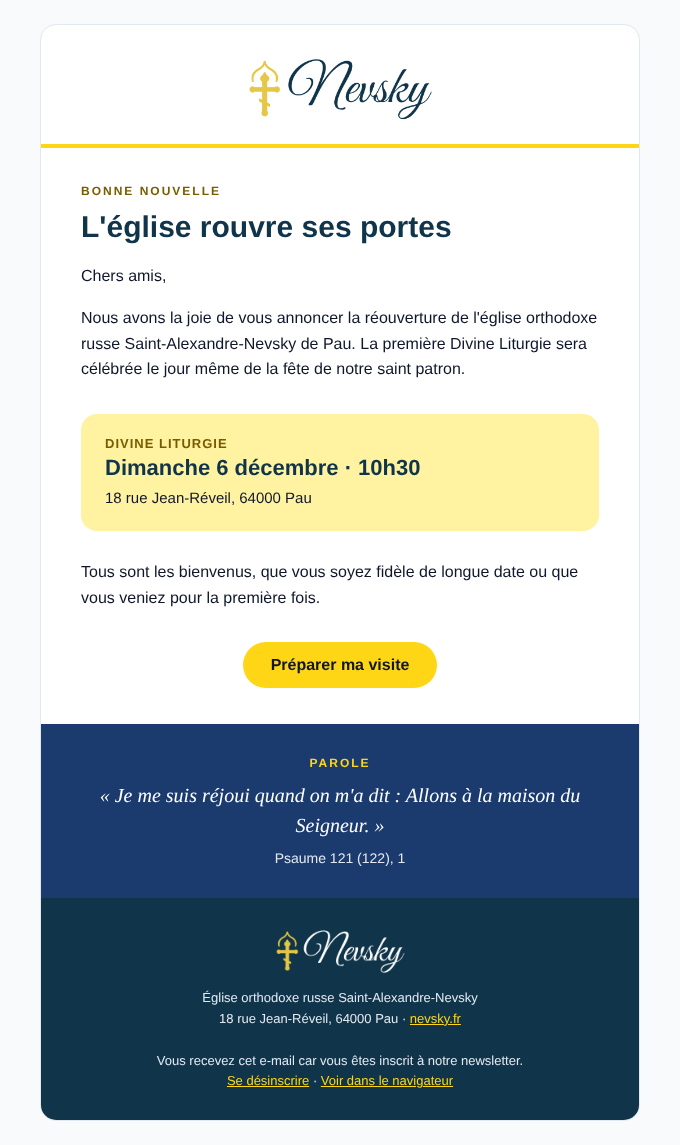 Nevsky
BONNE NOUVELLE
L'église rouvre ses portes
Chers amis,
Nous avons la joie de vous annoncer la réouverture de l'église orthodoxe
russe Saint-Alexandre-Nevsky de Pau. La première Divine Liturgie sera
célébrée le jour même de la fête de notre saint patron.
DIVINE LITURGIE
Dimanche 6 décembre · 10h30
18 rue Jean-Réveil, 64000 Pau
Tous sont les bienvenus, que vous soyez fidèle de longue date ou que
vous veniez pour la première fois.
Préparer ma visite
PAROLE
« Je me suis réjoui quand on m'a dit : Allons à la maison du
Seigneur. »
Psaume 121 (122), 1
Nevsky
Église orthodoxe russe Saint-Alexandre-Nevsky
18 rue Jean-Réveil, 64000 Pau · nevsky.fr
Vous recevez cet e-mail car vous êtes inscrit à notre newsletter.
Se désinscrire · Voir dans le navigateur